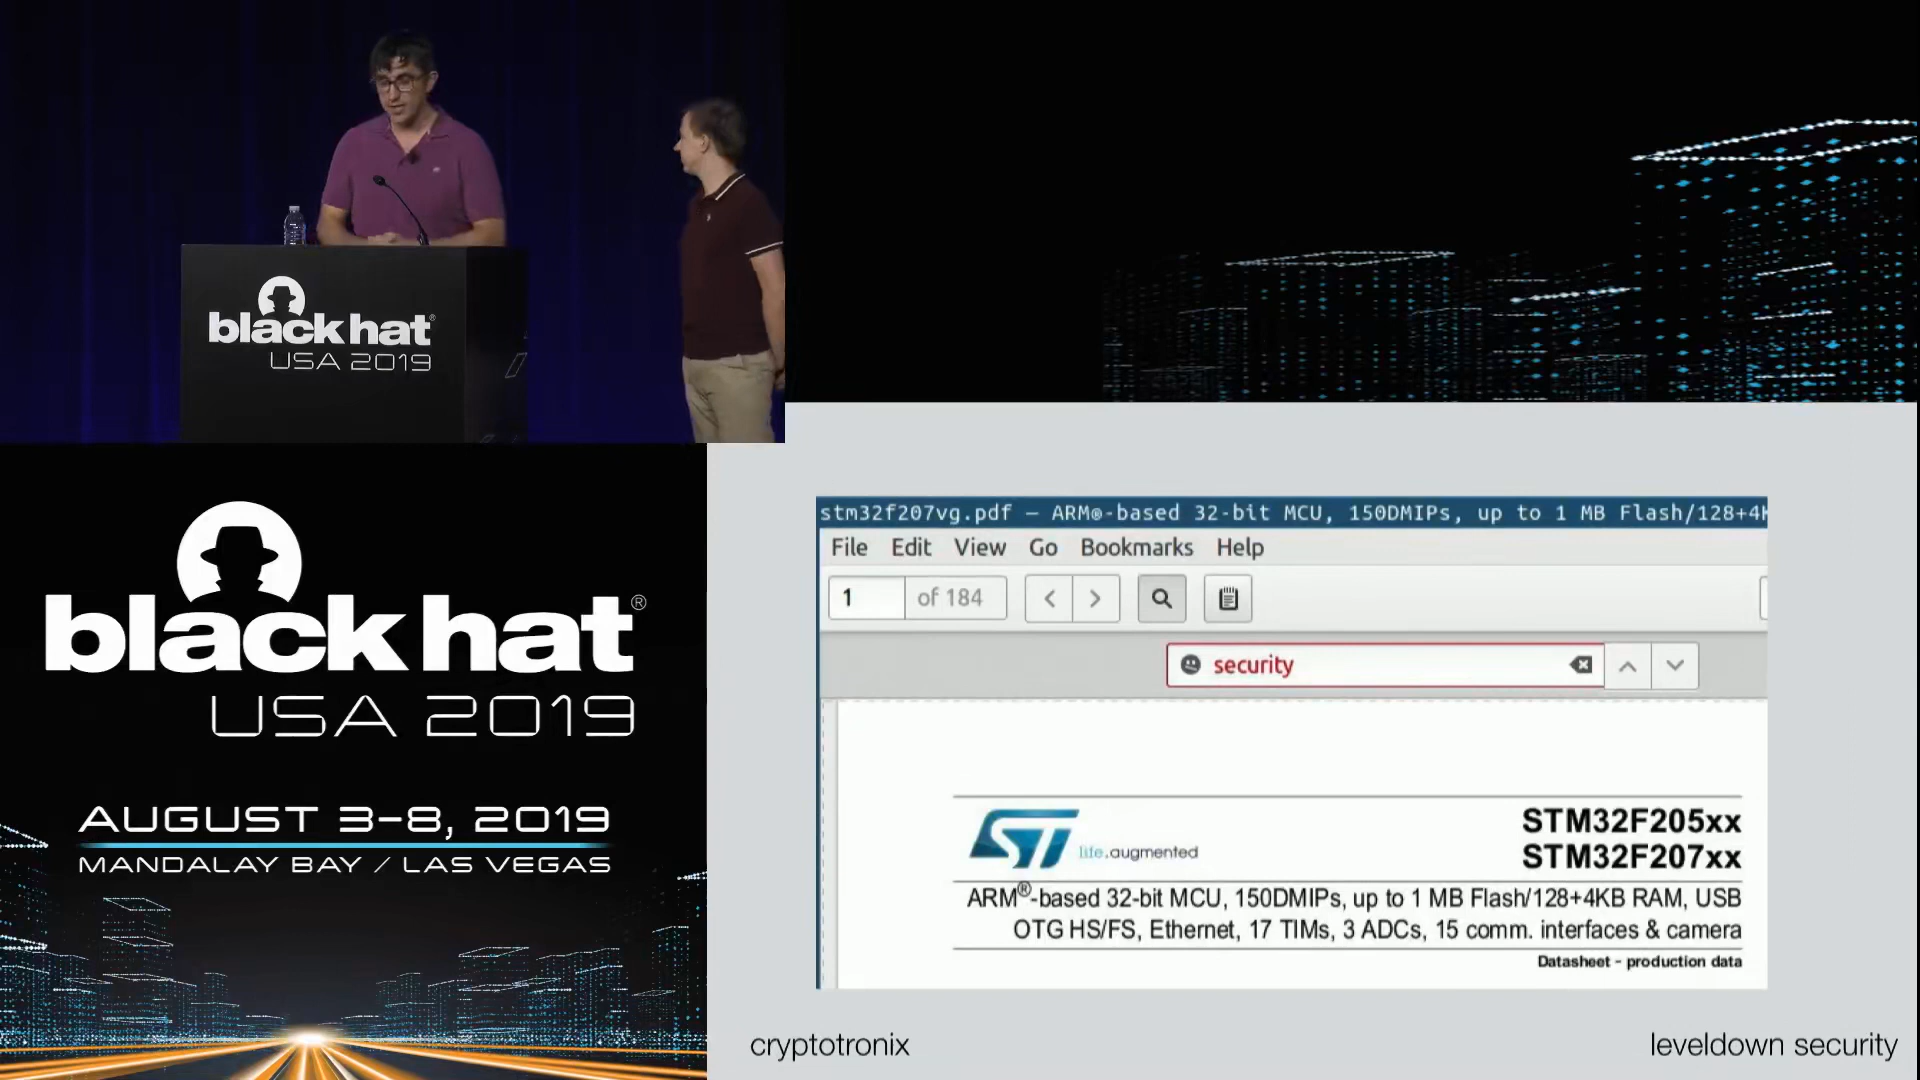 black hat®
USA 2019
black hat®
USA 2019
AUGUST 3-8, 2019
MANDALAY BAY / LAS VEGAS
stm32f207vg.pdf — ARM®-based 32-bit MCU, 150DMIPs, up to 1 MB Flash/128+4K
File Edit View Go Bookmarks Help
1 of 184
security
ST life.augmented
STM32F205xx
STM32F207xx
ARM®-based 32-bit MCU, 150DMIPs, up to 1 MB Flash/128+4KB RAM, USB
OTG HS/FS, Ethernet, 17 TIMs, 3 ADCs, 15 comm. interfaces & camera
Datasheet - production data
cryptotronix
leveldown security